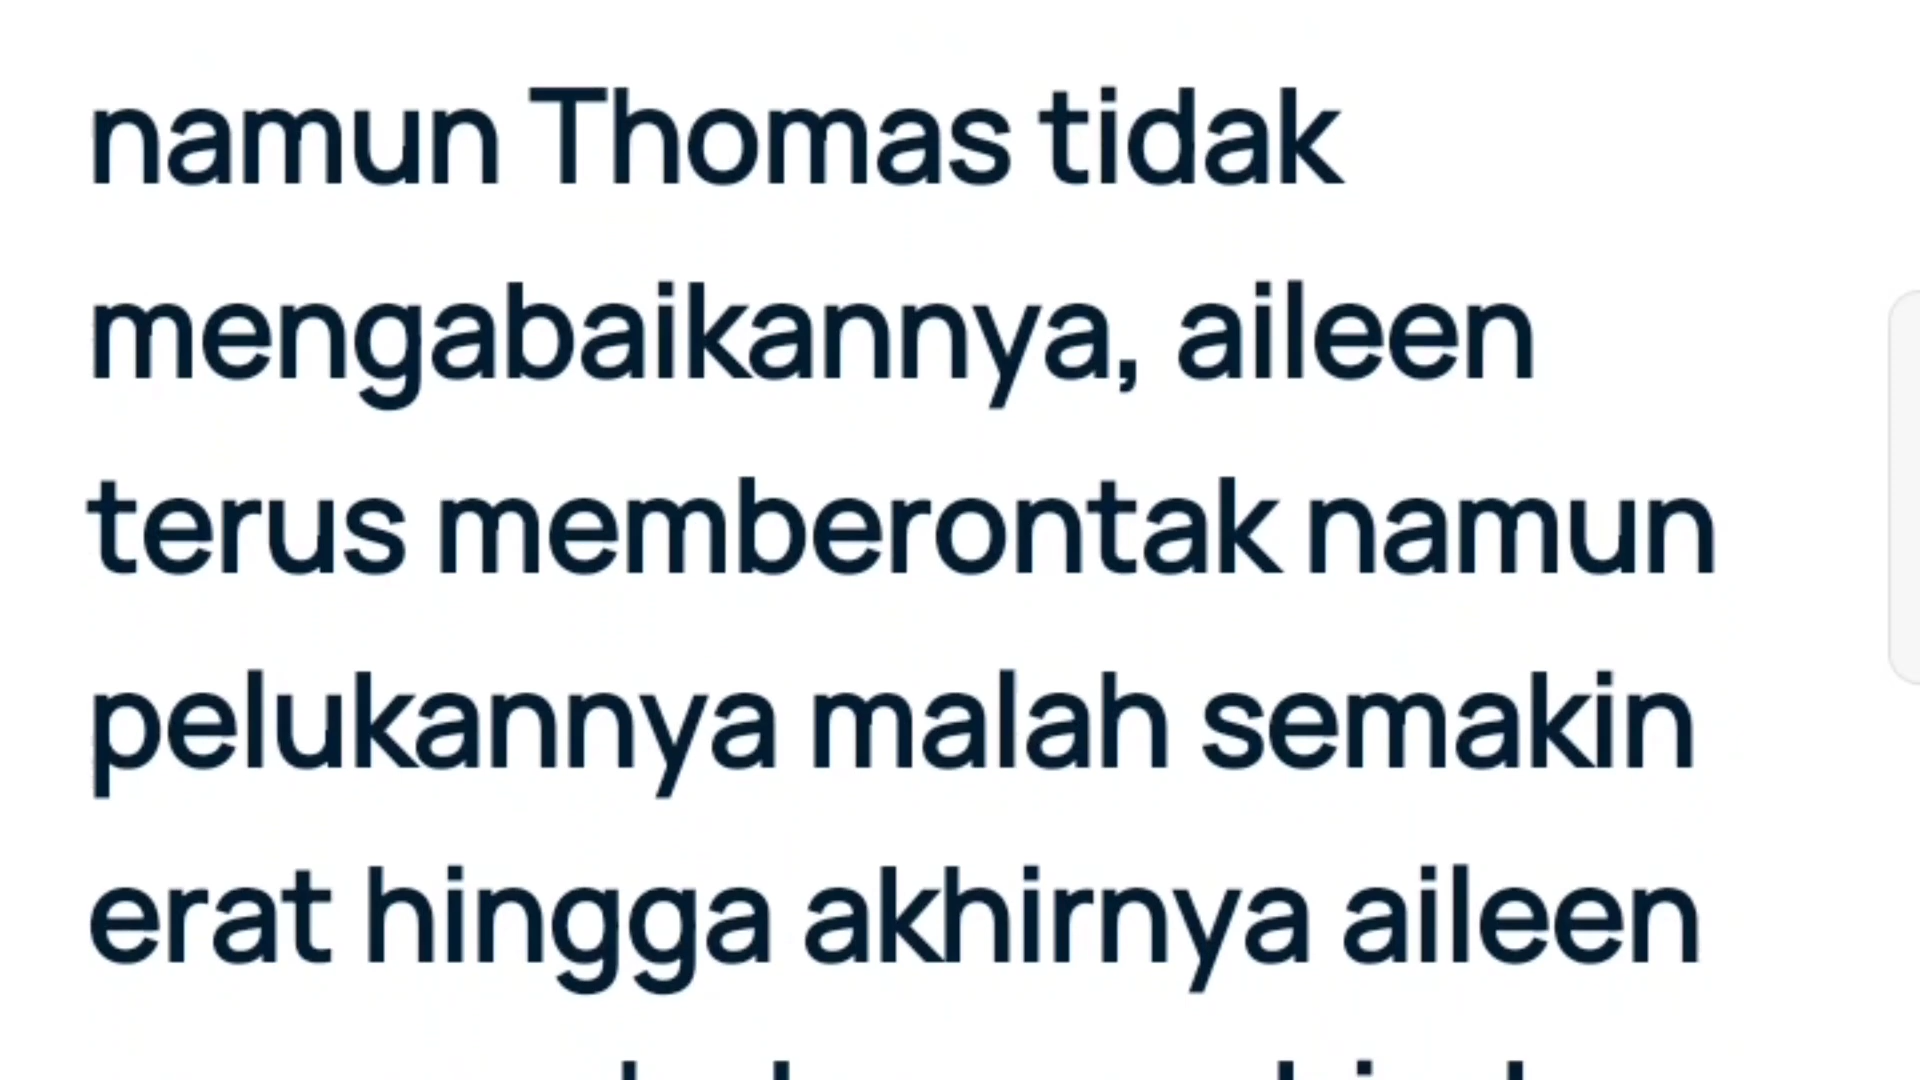 namun Thomas tidak
mengabaikannya, aileen
terus memberontak namun
pelukannya malah semakin
erat hingga akhirnya aileen